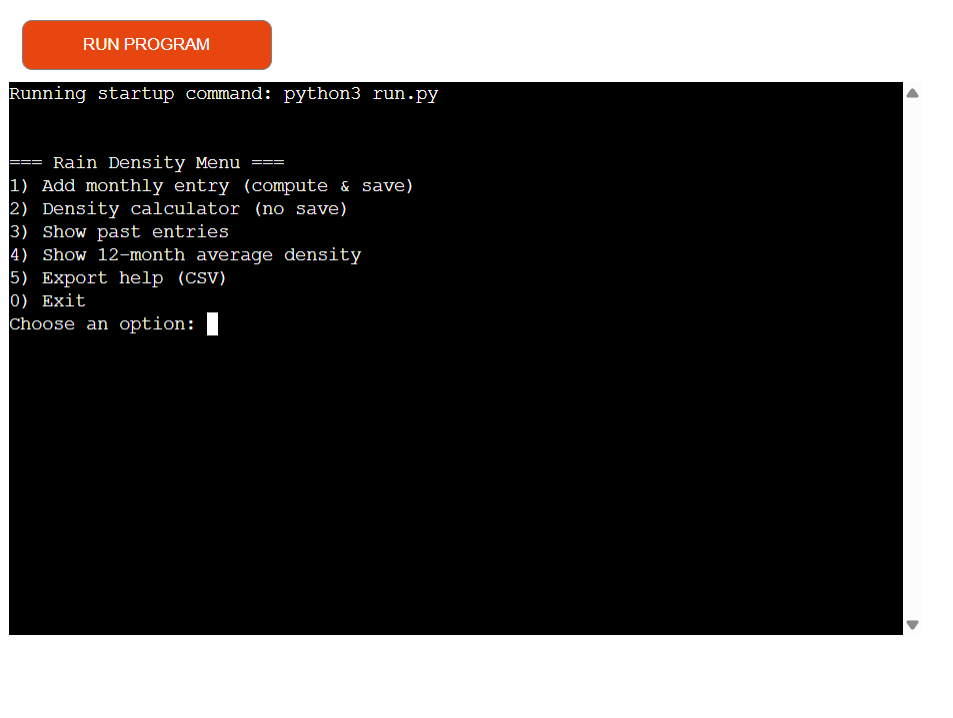 RUN PROGRAM
Running startup command: python3 run.py
=== Rain Density Menu ===
1) Add monthly entry (compute & save)
2) Density calculator (no save)
3) Show past entries
4) Show 12-month average density
5) Export help (CSV)
0) Exit
Choose an option: